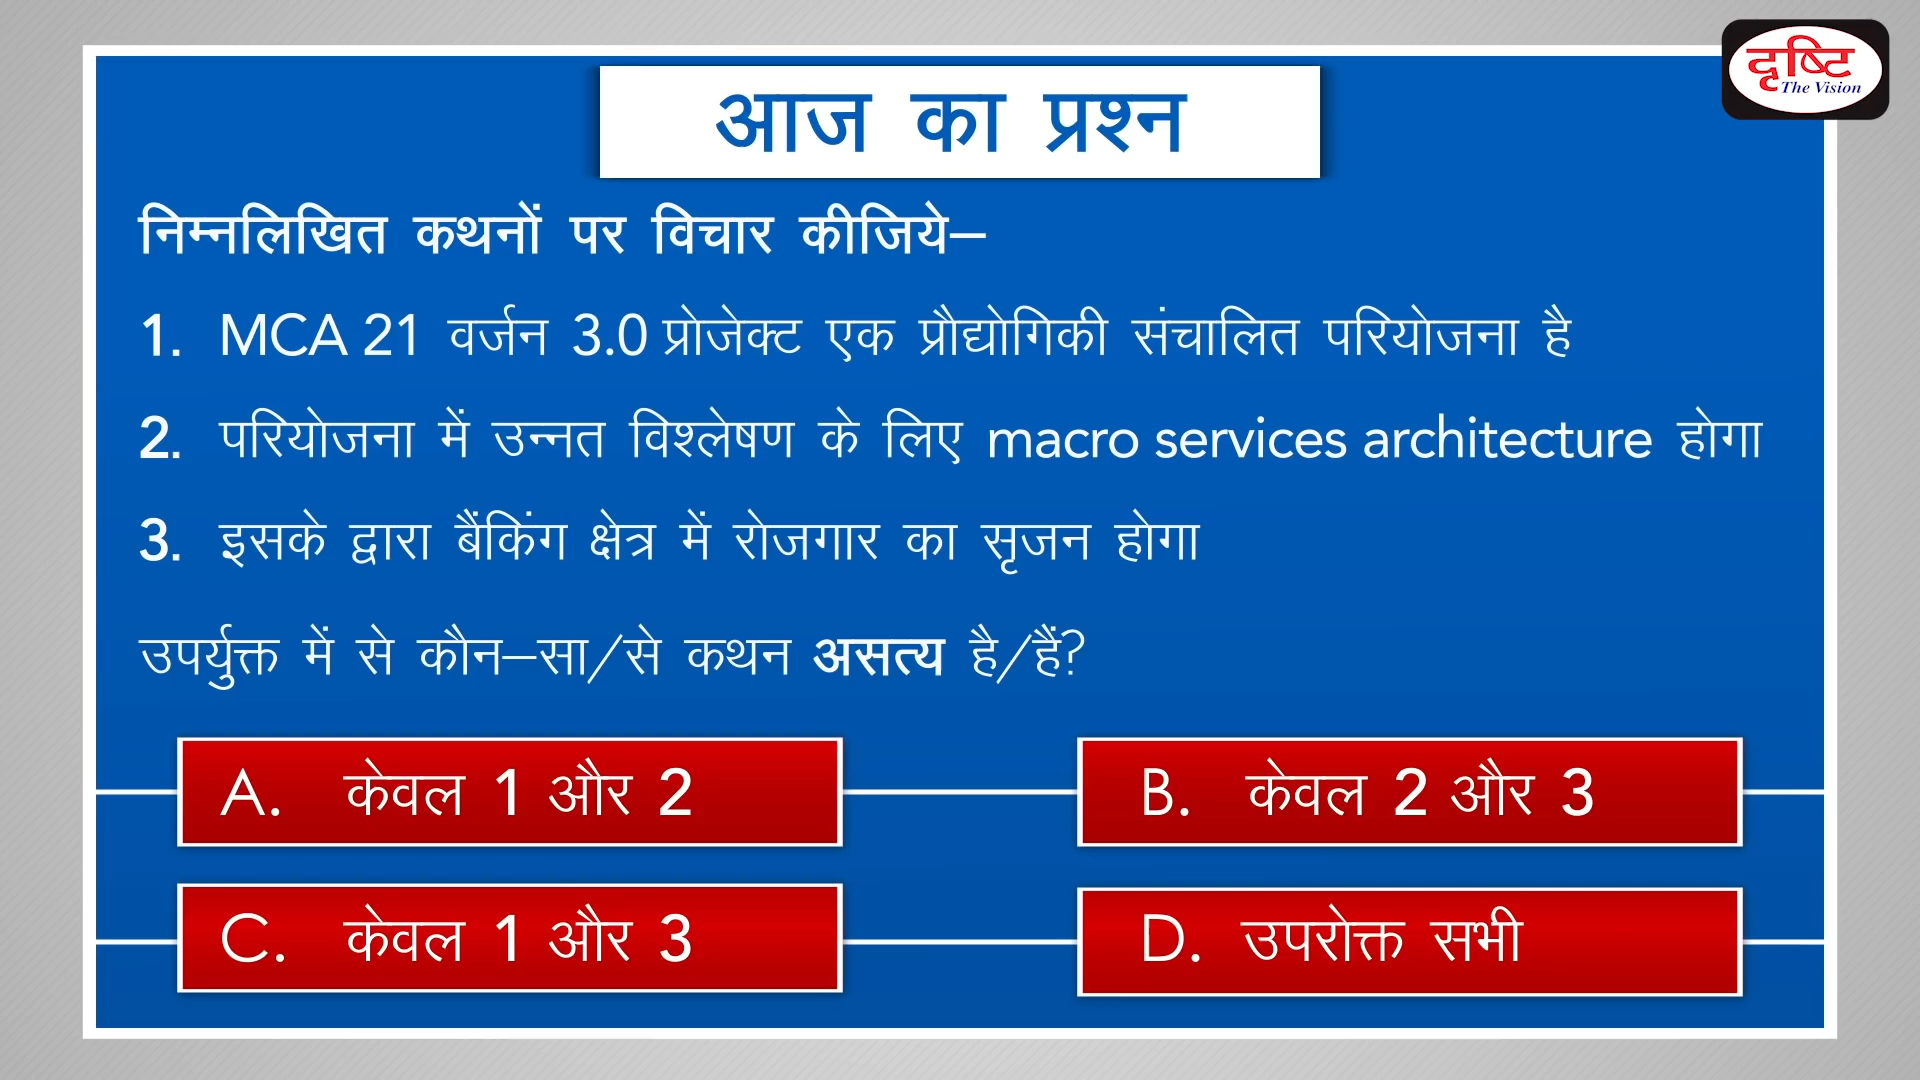 दृष्टि
The Vision
आज का प्रश्न
निम्नलिखित कथनों पर विचार कीजिये–
1. MCA 21 वर्जन 3.0 प्रोजेक्ट एक प्रौद्योगिकी संचालित परियोजना है
2. परियोजना में उन्नत विश्लेषण के लिए macro services architecture होगा
3. इसके द्वारा बैंकिंग क्षेत्र में रोजगार का सृजन होगा
उपर्युक्त में से कौन–सा/से कथन असत्य है/हैं?
A. केवल 1 और 2
B. केवल 2 और 3
C. केवल 1 और 3
D. उपरोक्त सभी